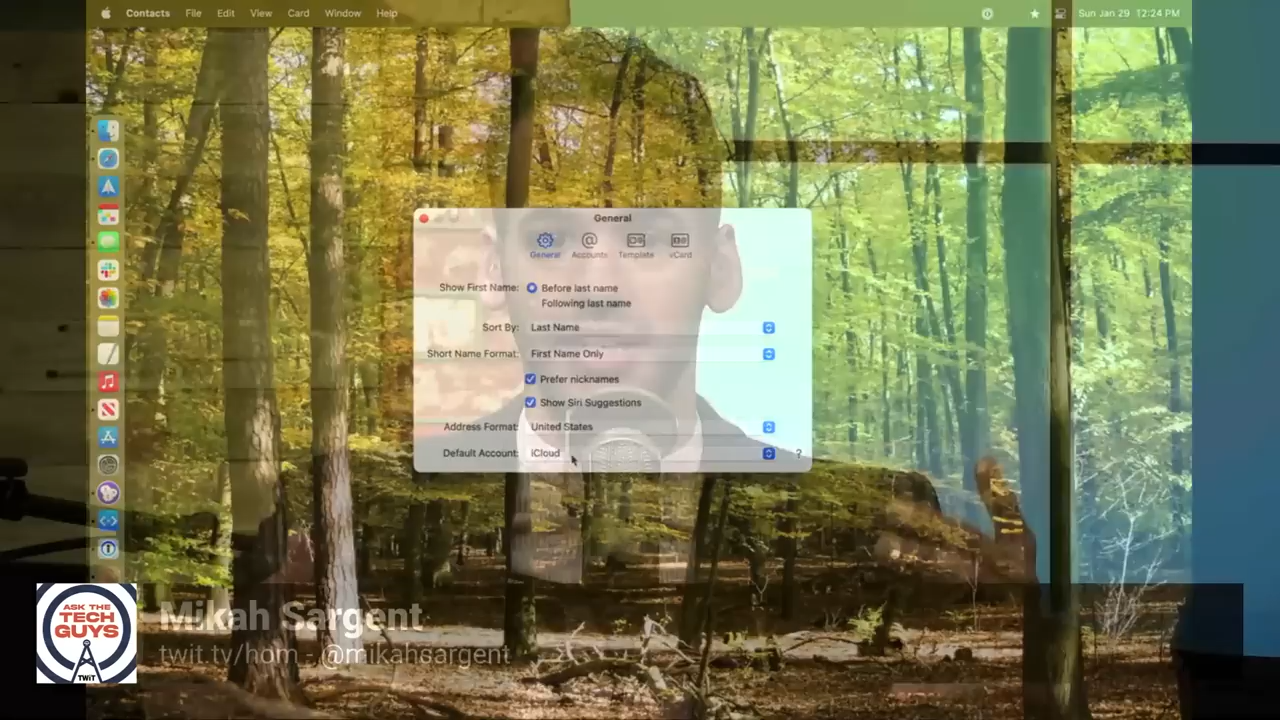 Contacts File Edit View Card Window Help Sun Jan 29 12:24 PM
General
General Accounts Template vCard
Show First Name: Before last name
Following last name
Sort By: Last Name
Short Name Format: First Name Only
Prefer nicknames
Show Siri Suggestions
Address Format: United States
Default Account: iCloud ?
ASK THE
TECH
GUYS
TWiT
Mikah Sargent
twit.tv/hom - @mikahsargent